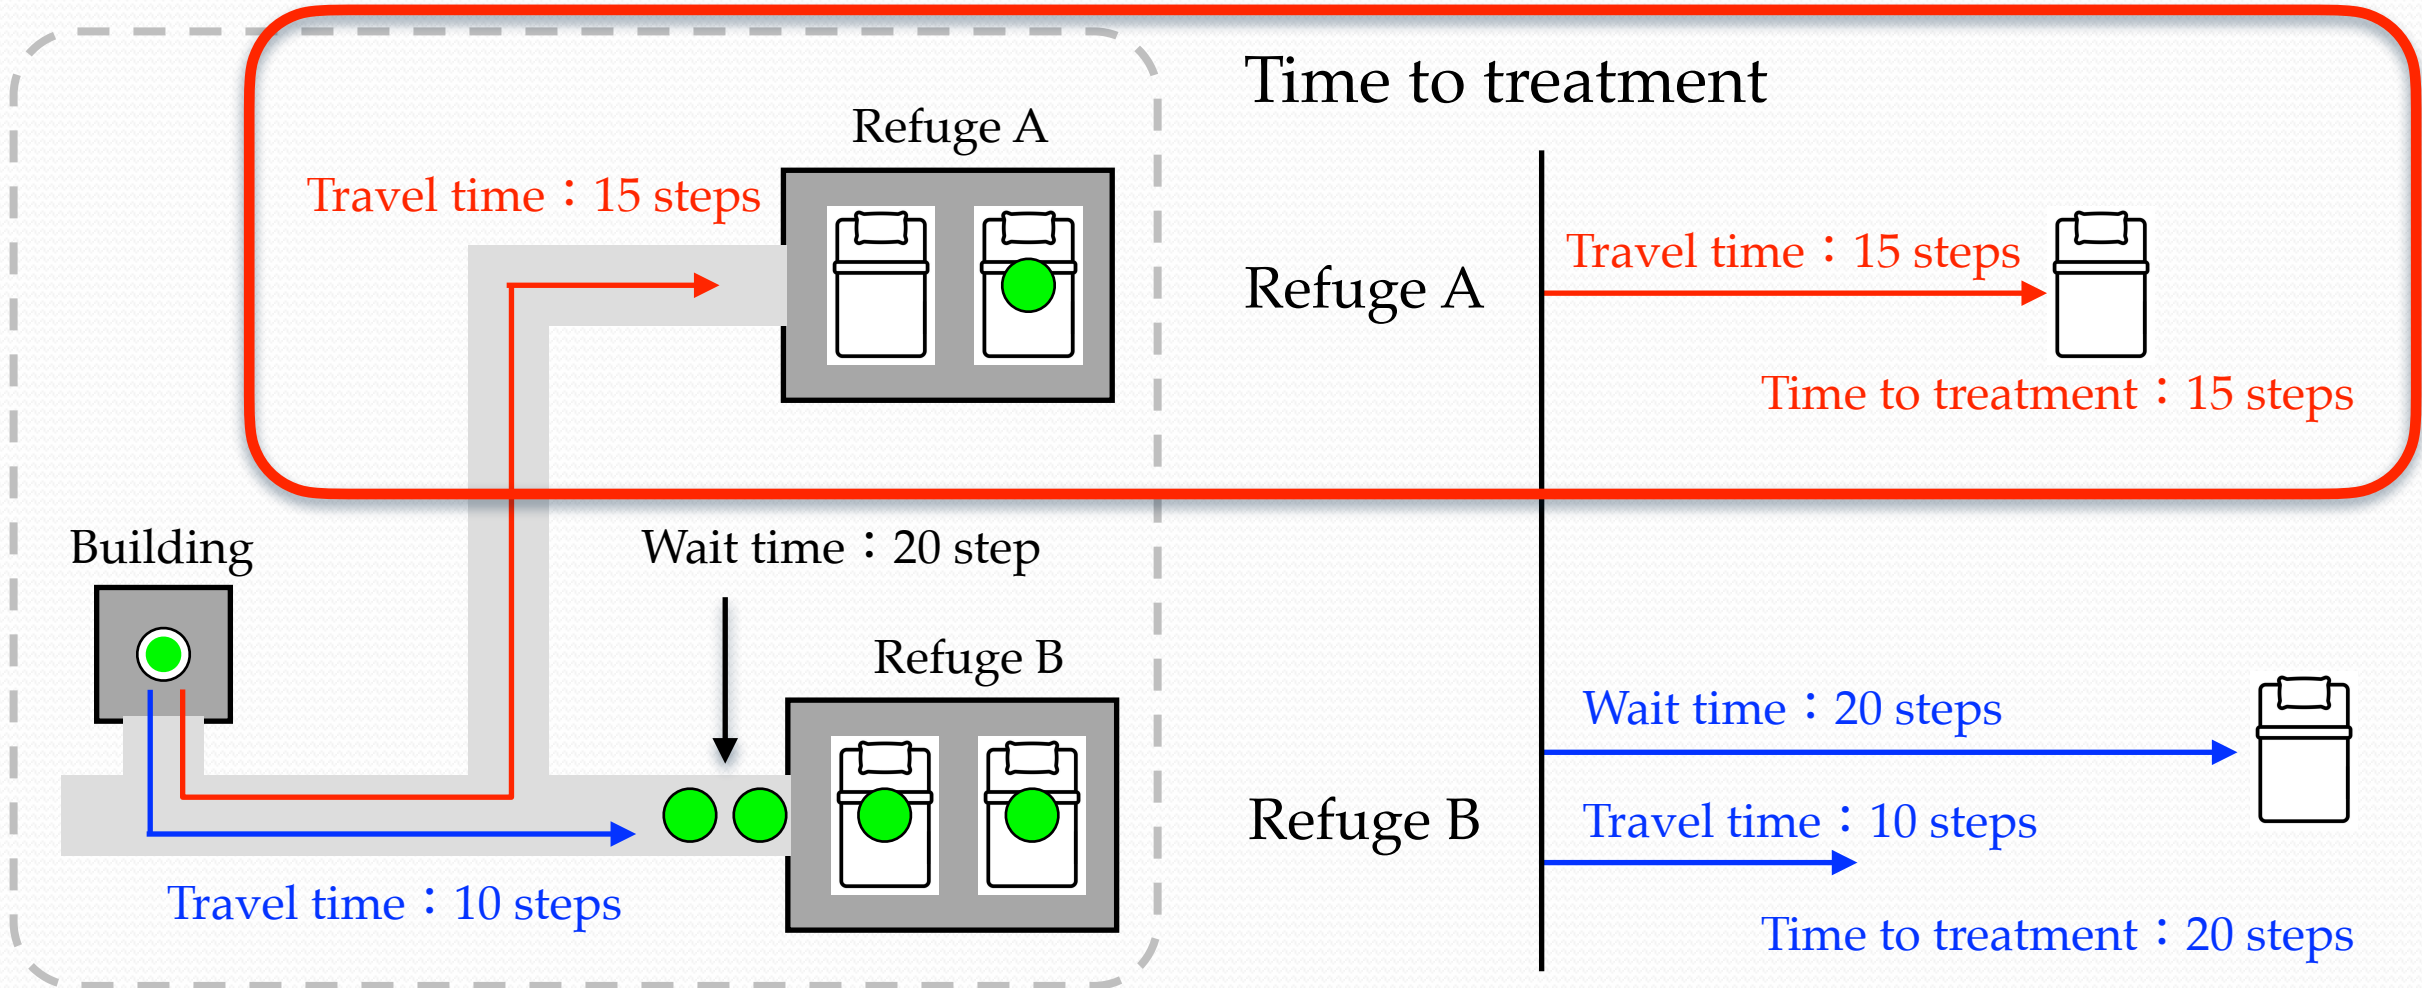 Time to treatment
Refuge A
Travel time：15 steps
Travel time：15 steps
Refuge A
Time to treatment：15 steps
Building
Wait time：20 step
Refuge B
Wait time：20 steps
Travel time：10 steps
Refuge B
Travel time：10 steps
Time to treatment：20 steps